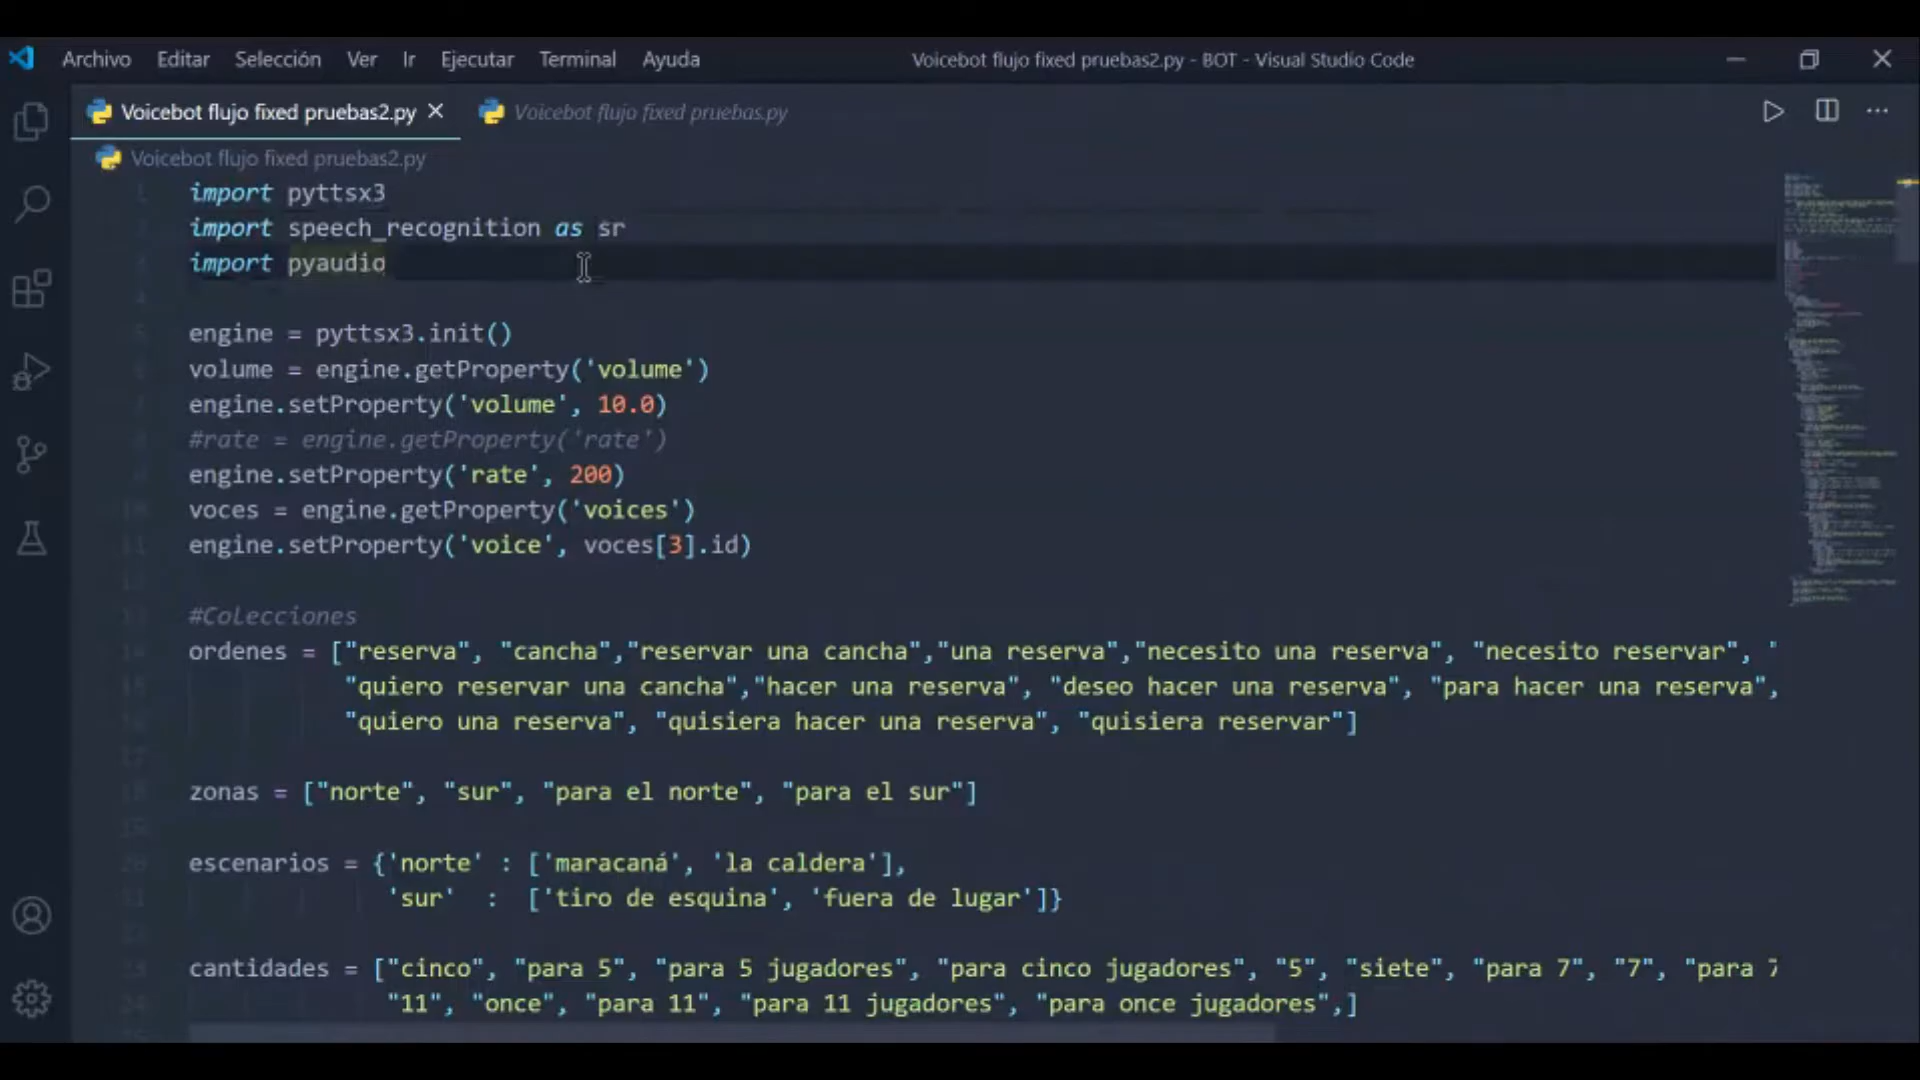 Archivo Editar Selección Ver Ir Ejecutar Terminal Ayuda Voicebot flujo fixed pruebas2.py - BOT - Visual Studio Code
Voicebot flujo fixed pruebas2.py Voicebot flujo fixed pruebas.py
Voicebot flujo fixed pruebas2.py
import pyttsx3
import speech_recognition as sr
import pyaudio
engine = pyttsx3.init()
volume = engine.getProperty('volume')
engine.setProperty('volume', 10.0)
#rate = engine.getProperty('rate')
engine.setProperty('rate', 200)
voces = engine.getProperty('voices')
engine.setProperty('voice', voces[3].id)
#Colecciones
ordenes = ["reserva", "cancha","reservar una cancha","una reserva","necesito una reserva", "necesito reservar", "
"quiero reservar una cancha","hacer una reserva", "deseo hacer una reserva", "para hacer una reserva",
"quiero una reserva", "quisiera hacer una reserva", "quisiera reservar"]
zonas = ["norte", "sur", "para el norte", "para el sur"]
escenarios = {'norte' : ['maracaná', 'la caldera'],
'sur' : ['tiro de esquina', 'fuera de lugar']}
cantidades = ["cinco", "para 5", "para 5 jugadores", "para cinco jugadores", "5", "siete", "para 7", "7", "para 7
"11", "once", "para 11", "para 11 jugadores", "para once jugadores",]